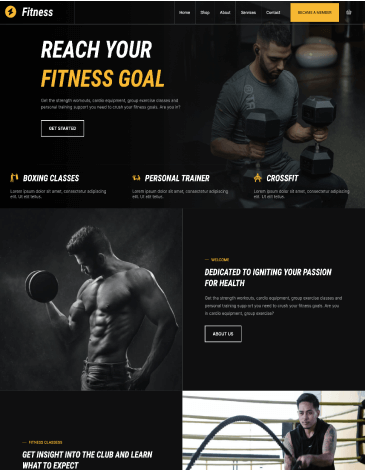 Fitness
Home Shop About Services Contact BECAME A MEMBER
REACH YOUR
FITNESS GOAL
Get the strength workouts, cardio equipment, group exercise classes and
personal training support you need to crush your fitness goals. Are you in?
GET STARTED
BOXING CLASSES
Lorem ipsum dolor sit amet, consectetur adipiscing
elit. Ut elit tellus.
PERSONAL TRAINER
Lorem ipsum dolor sit amet, consectetur adipiscing
elit. Ut elit tellus.
CROSSFIT
Lorem ipsum dolor sit amet, consectetur adipiscing
elit. Ut elit tellus.
WELCOME
DEDICATED TO IGNITING YOUR PASSION
FOR HEALTH
Get the strength workouts, cardio equipment, group exercise classes and
personal training support you need to crush your fitness goals. Are you
in cardio equipment, group exercise?
ABOUT US
FITNESS CLASSESS
GET INSIGHT INTO THE CLUB AND LEARN
WHAT TO EXPECT